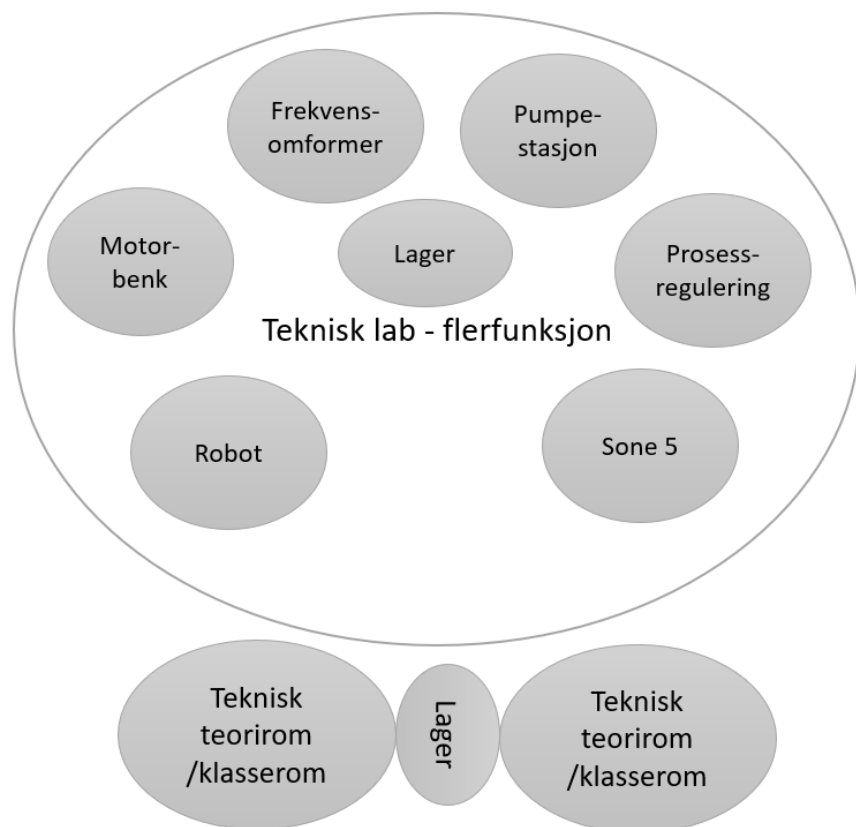 Frekvens-
omformer
Pumpe-
stasjon
Motor-
benk
Lager
Prosess-
regulering
Teknisk lab - flerfunksjon
Robot
Sone 5
Teknisk
teorirom
/klasserom
Lager
Teknisk
teorirom
/klasserom